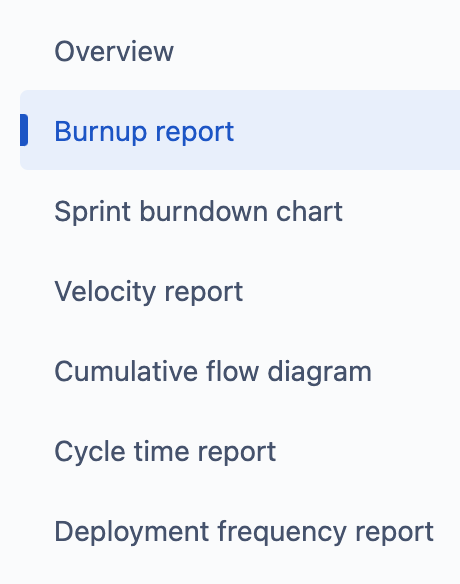 Overview
Burnup report
Sprint burndown chart
Velocity report
Cumulative flow diagram
Cycle time report
Deployment frequency report